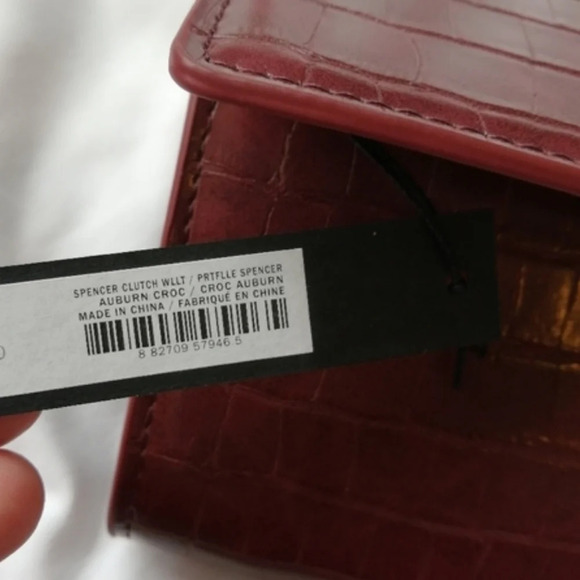 SPENCER CLUTCH WLLT / PRTFLLE SPENCER
AUBURN CROC / CROC AUBURN
MADE IN CHINA / FABRIQUÉ EN CHINE
8 82709 57946 5
0